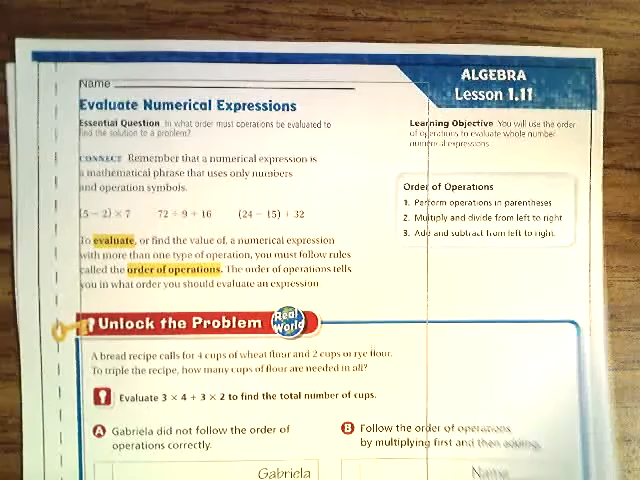 Name
ALGEBRA
Lesson 1.11
Evaluate Numerical Expressions
Essential Question In what order must operations be evaluated to
find the solution to a problem?
Learning Objective You will use the order
of operations to evaluate whole number
numerical expressions.
CONNECT Remember that a numerical expression is
a mathematical phrase that uses only numbers
and operation symbols.
(5 − 2) × 7 72 ÷ 9 + 16 (24 − 15) + 32
To evaluate, or find the value of, a numerical expression
with more than one type of operation, you must follow rules
called the order of operations. The order of operations tells
you in what order you should evaluate an expression
Order of Operations
1. Perform operations in parentheses
2. Multiply and divide from left to right
3. Add and subtract from left to right.
Unlock the Problem
Real
World
A bread recipe calls for 4 cups of wheat flour and 2 cups of rye flour.
To triple the recipe, how many cups of flour are needed in all?
Evaluate 3 × 4 + 3 × 2 to find the total number of cups.
A Gabriela did not follow the order of
operations correctly.
B Follow the order of operations
by multiplying first and then adding.
Gabriela
Name